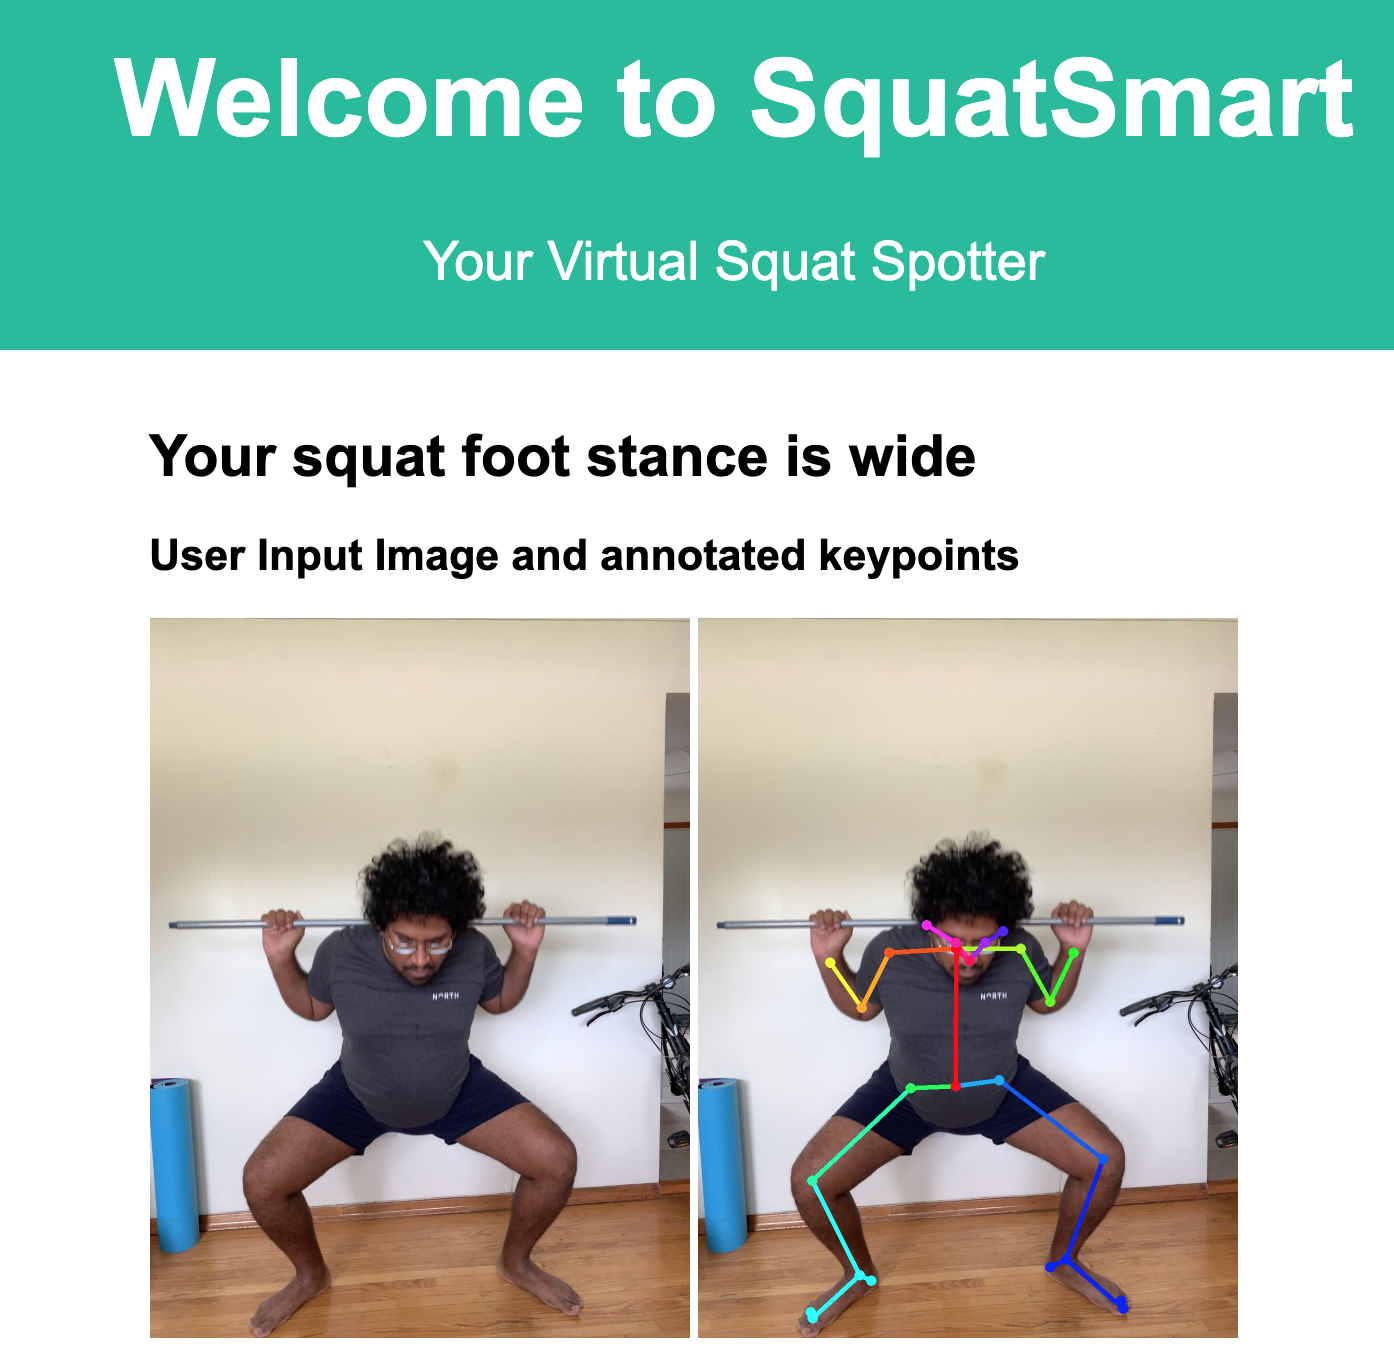 Welcome to SquatSmart
Your Virtual Squat Spotter
Your squat foot stance is wide
User Input Image and annotated keypoints
NORTH
NORTH